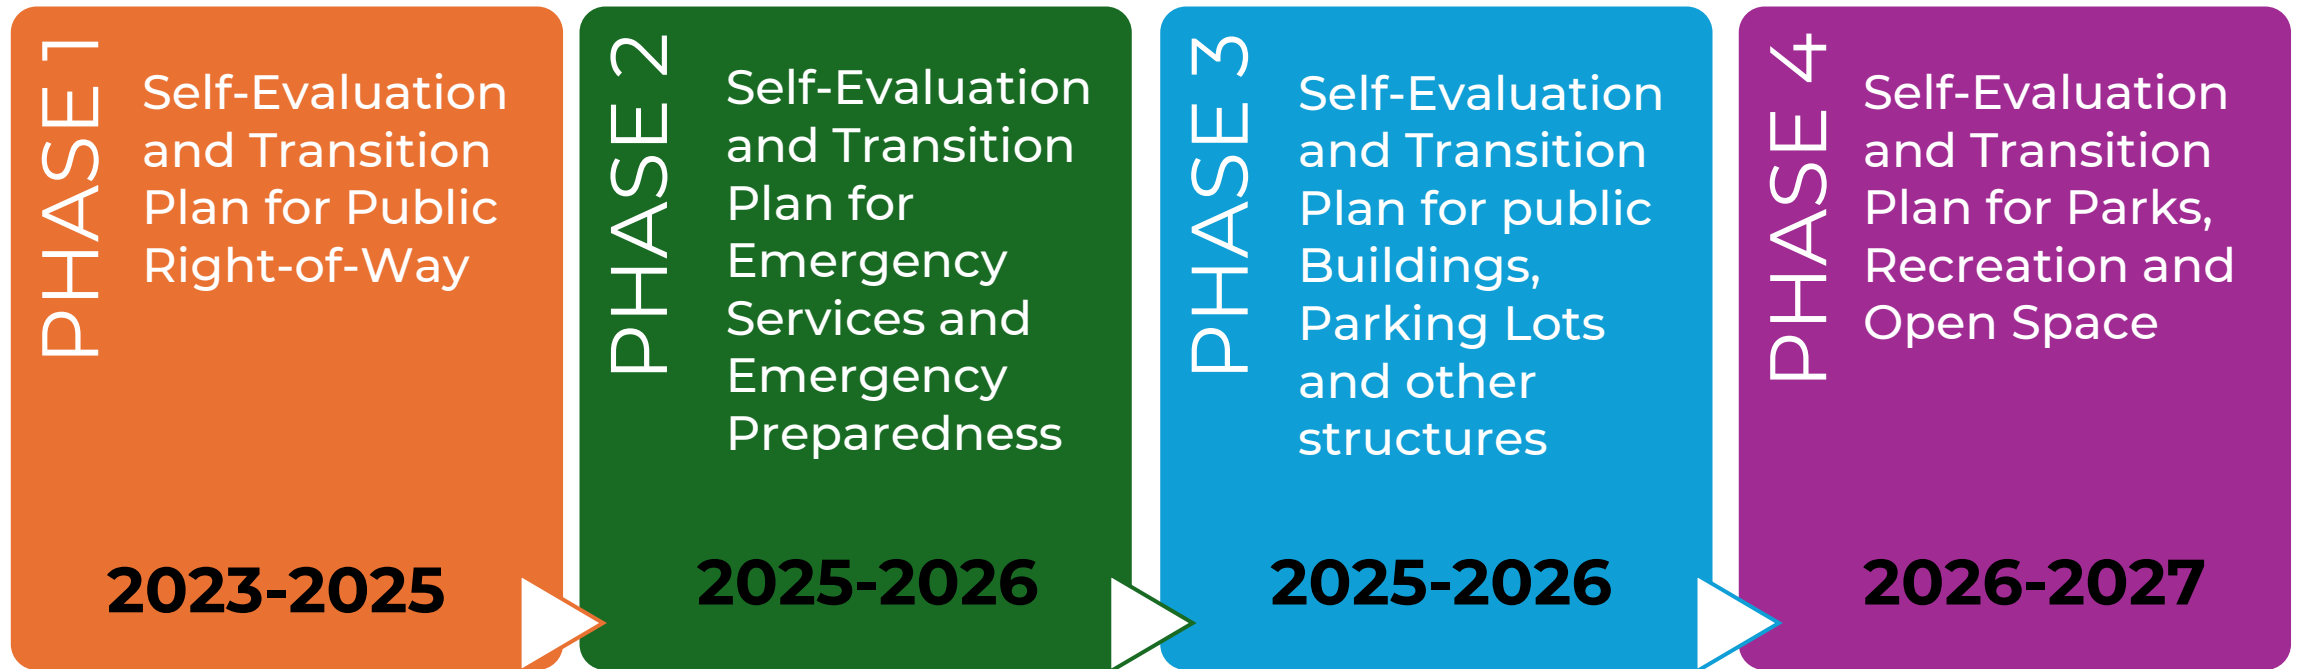 PHASE 1
Self-Evaluation
and Transition
Plan for Public
Right-of-Way
2023-2025
PHASE 2
Self-Evaluation
and Transition
Plan for
Emergency
Services and
Emergency
Preparedness
2025-2026
PHASE 3
Self-Evaluation
and Transition
Plan for public
Buildings,
Parking Lots
and other
structures
2025-2026
PHASE 4
Self-Evaluation
and Transition
Plan for Parks,
Recreation and
Open Space
2026-2027